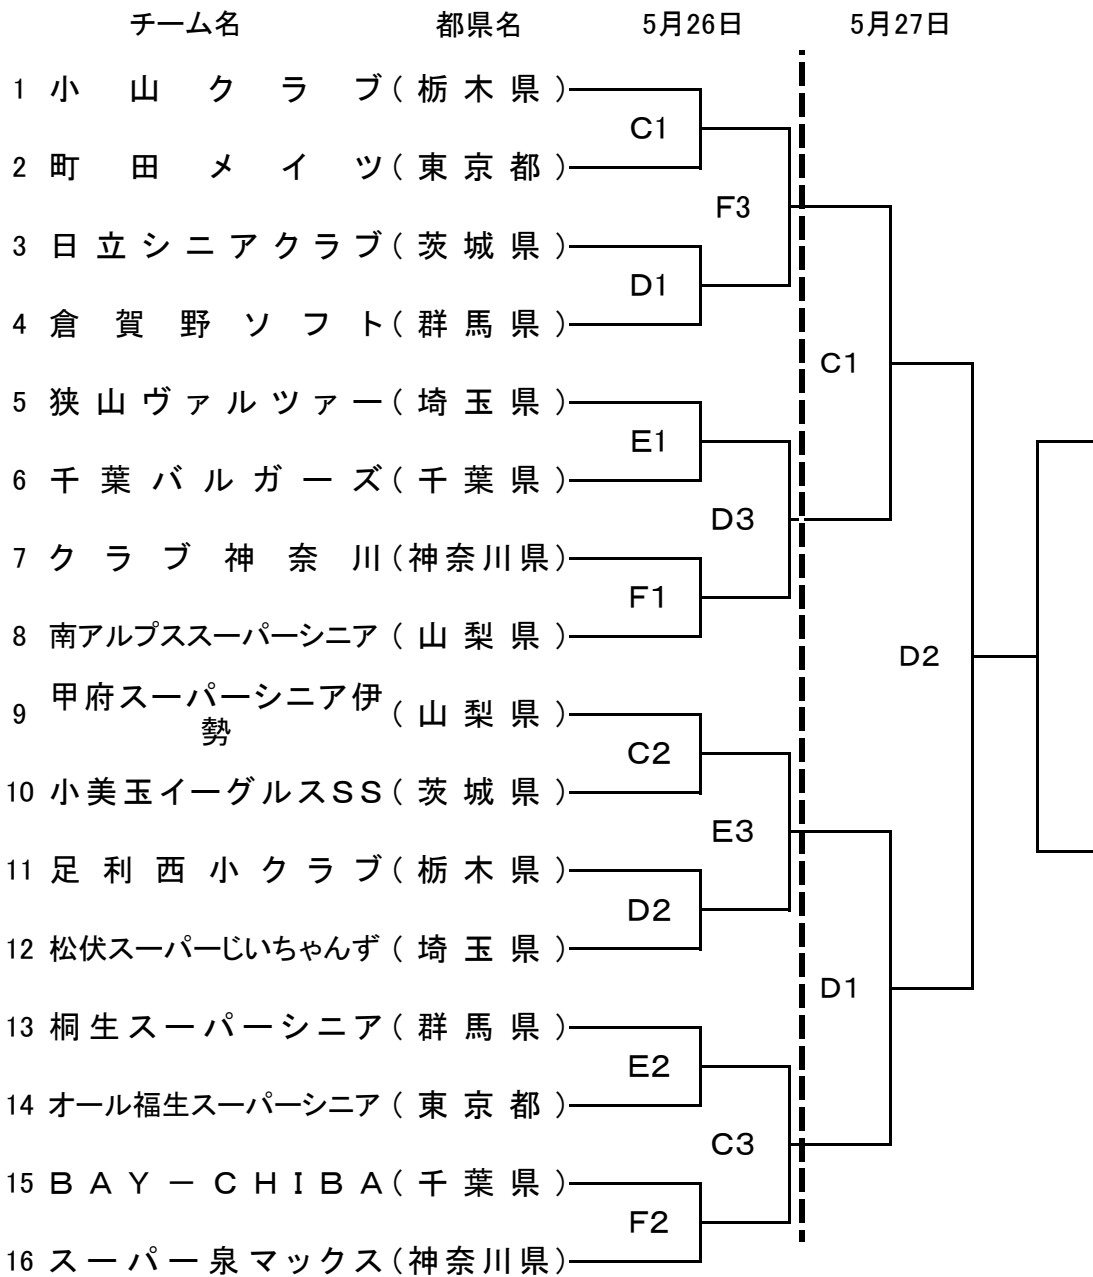 チーム名 都県名 5月26日 5月27日
1 小山クラブ(栃木県)
C1
2 町田メイツ(東京都)
F3
3 日立シニアクラブ(茨城県)
D1
4 倉賀野ソフト(群馬県)
C1
5 狭山ヴァルツァー(埼玉県)
E1
6 千葉バルガーズ(千葉県)
D3
7 クラブ神奈川(神奈川県)
F1
8 南アルプススーパーシニア(山梨県)
D2
9 甲府スーパーシニア伊
勢 (山梨県)
C2
10 小美玉イーグルスSS(茨城県)
E3
11 足利西小クラブ(栃木県)
D2
12 松伏スーパーじいちゃんず(埼玉県)
D1
13 桐生スーパーシニア(群馬県)
E2
14 オール福生スーパーシニア(東京都)
C3
15 BAY-CHIBA(千葉県)
F2
16 スーパー泉マックス(神奈川県)